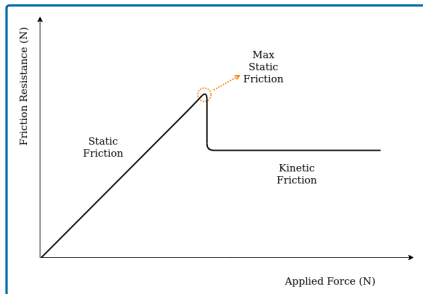 Friction Resistance (N)
Max
Static
Friction
Static
Friction
Kinetic
Friction
Applied Force (N)